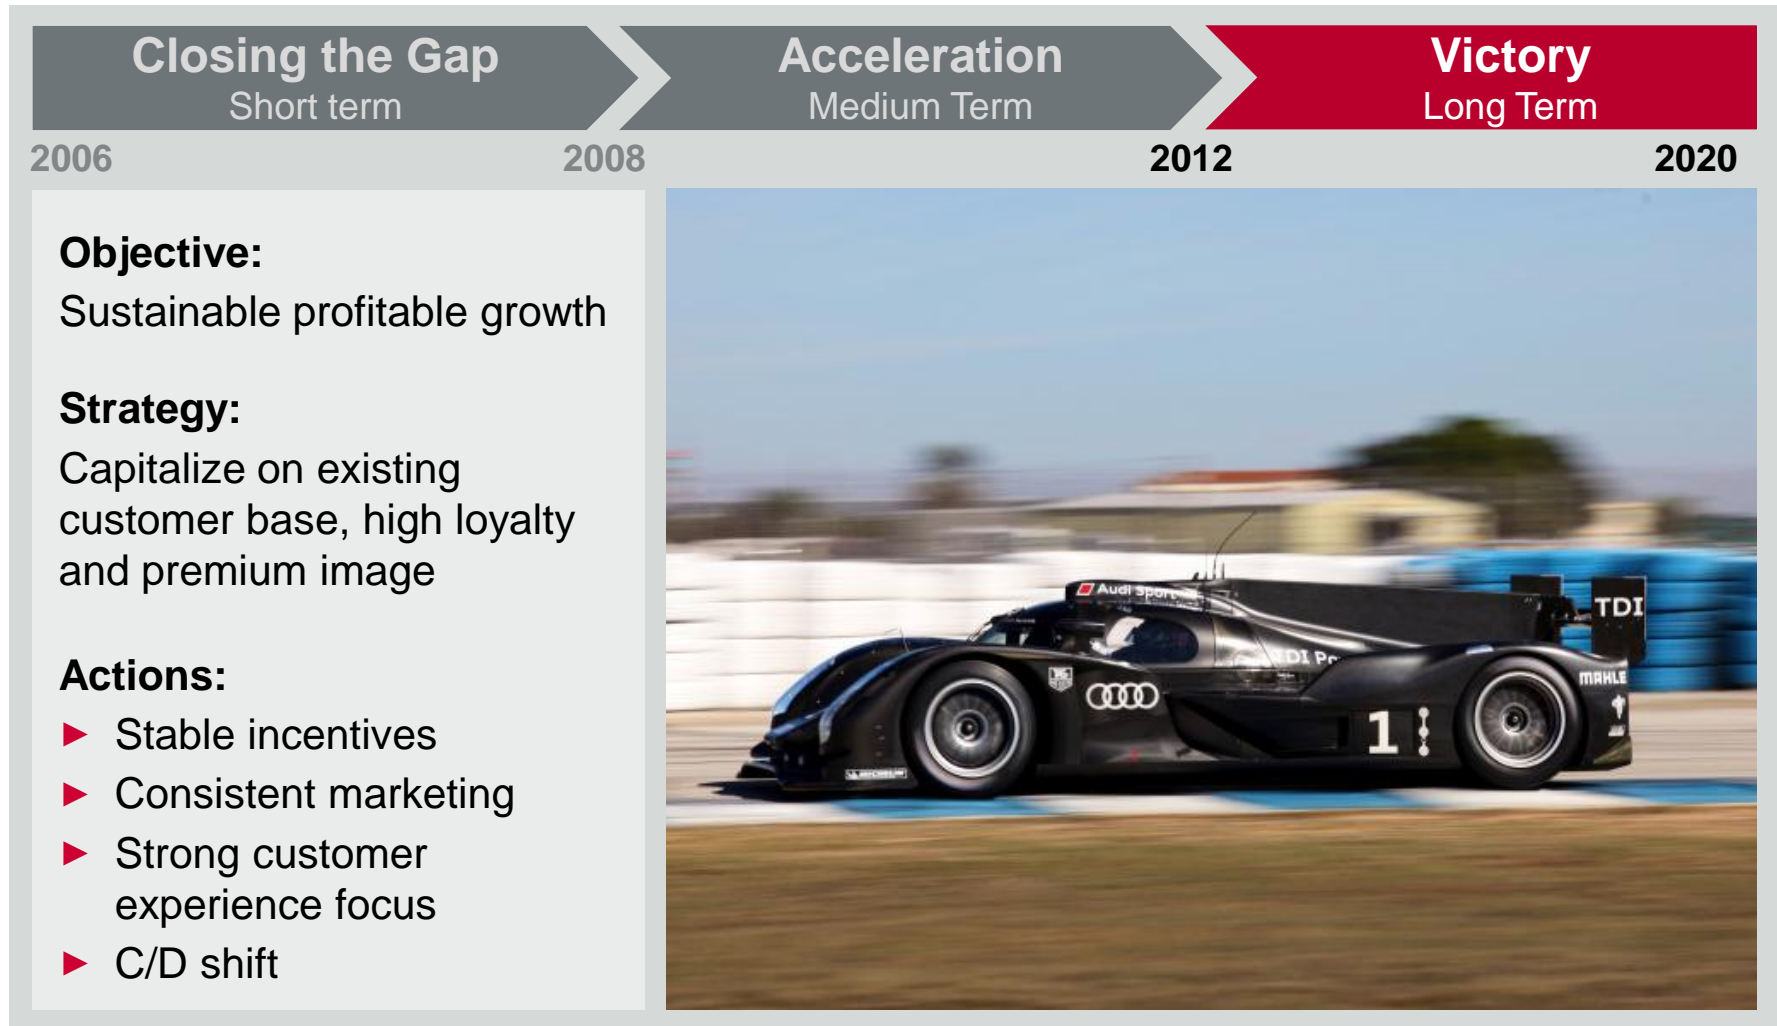 Closing the Gap
Short term
Acceleration
Medium Term
Victory
Long Term
2006
2008
2012
2020
Objective:
Sustainable profitable growth
Strategy:
Capitalize on existing
customer base, high loyalty
and premium image
Actions:
► Stable incentives
► Consistent marketing
► Strong customer
experience focus
► C/D shift
Audi Sport
TDI
TDI
MAHLE
1
MICHELIN